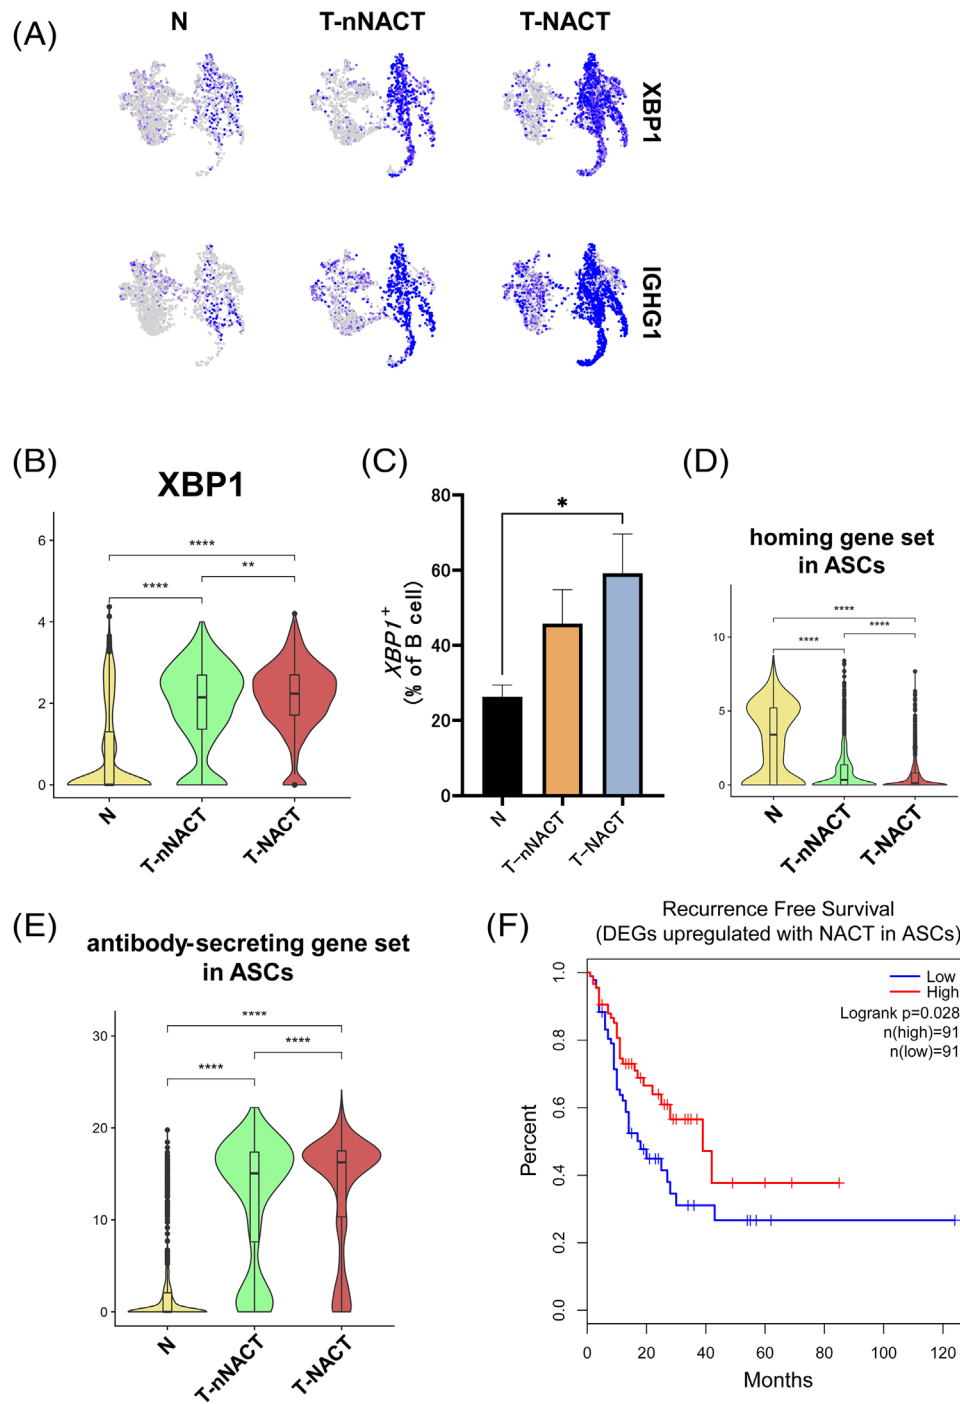 (A)
N
T-nNACT
T-NACT
XBP1
IGHG1
(B)
XBP1
6
4
2
0
****
****
**
N
T-nNACT
T-NACT
(C)
XBP1+
(% of B cell)
80
60
40
20
0
*
N
T-nNACT
T-NACT
(D)
homing gene set
in ASCs
10
5
0
****
****
****
N
T-nNACT
T-NACT
(E)
antibody-secreting gene set
in ASCs
30
20
10
0
****
****
****
N
T-nNACT
T-NACT
(F)
Recurrence Free Survival
(DEGs upregulated with NACT in ASCs)
Low
High
Logrank p=0.028
n(high)=91
n(low)=91
Percent
1.0
0.8
0.6
0.4
0.2
0.0
0 20 40 60 80 100 120
Months